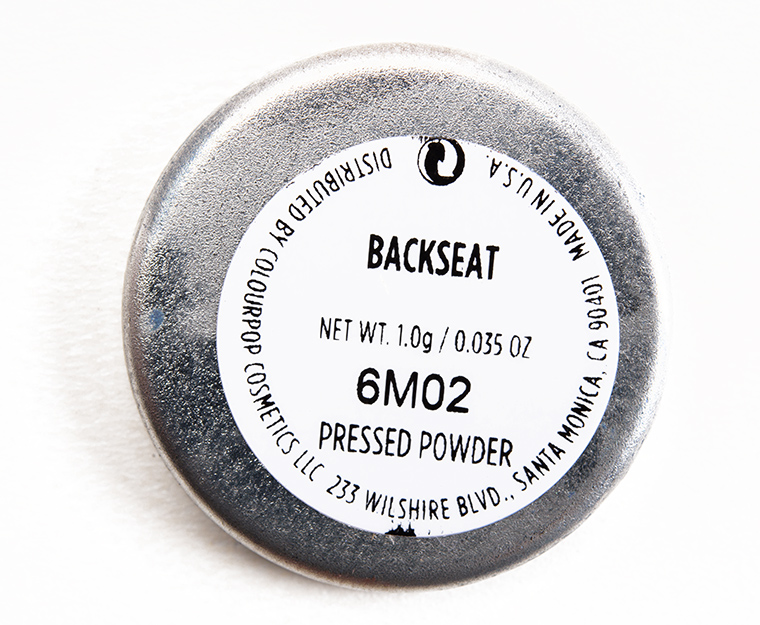 BACKSEAT
NET WT. 1.0g / 0.035 OZ
6M02
PRESSED POWDER
DISTRIBUTED BY COLOURPOP COSMETICS LLC 233 WILSHIRE BLVD., SANTA MONICA, CA 90401 MADE IN U.S.A.